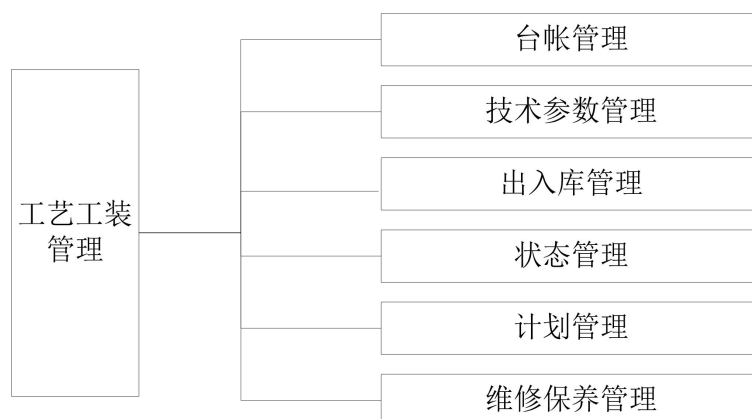 工艺工装
管理
台帐管理
技术参数管理
出入库管理
状态管理
计划管理
维修保养管理